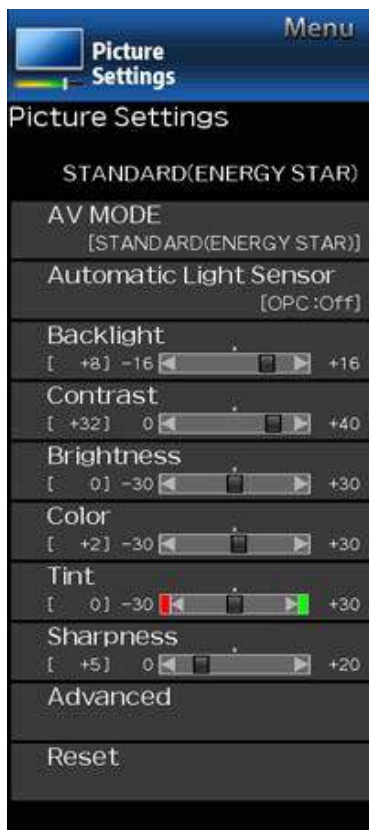 Menu
Picture
Settings
Picture Settings
STANDARD(ENERGY STAR)
AV MODE
[STANDARD(ENERGY STAR)]
Automatic Light Sensor
[OPC:Off]
Backlight
[ +8] -16 +16
Contrast
[ +32] 0 +40
Brightness
[ 0] -30 +30
Color
[ +2] -30 +30
Tint
[ 0] -30 +30
Sharpness
[ +5] 0 +20
Advanced
Reset